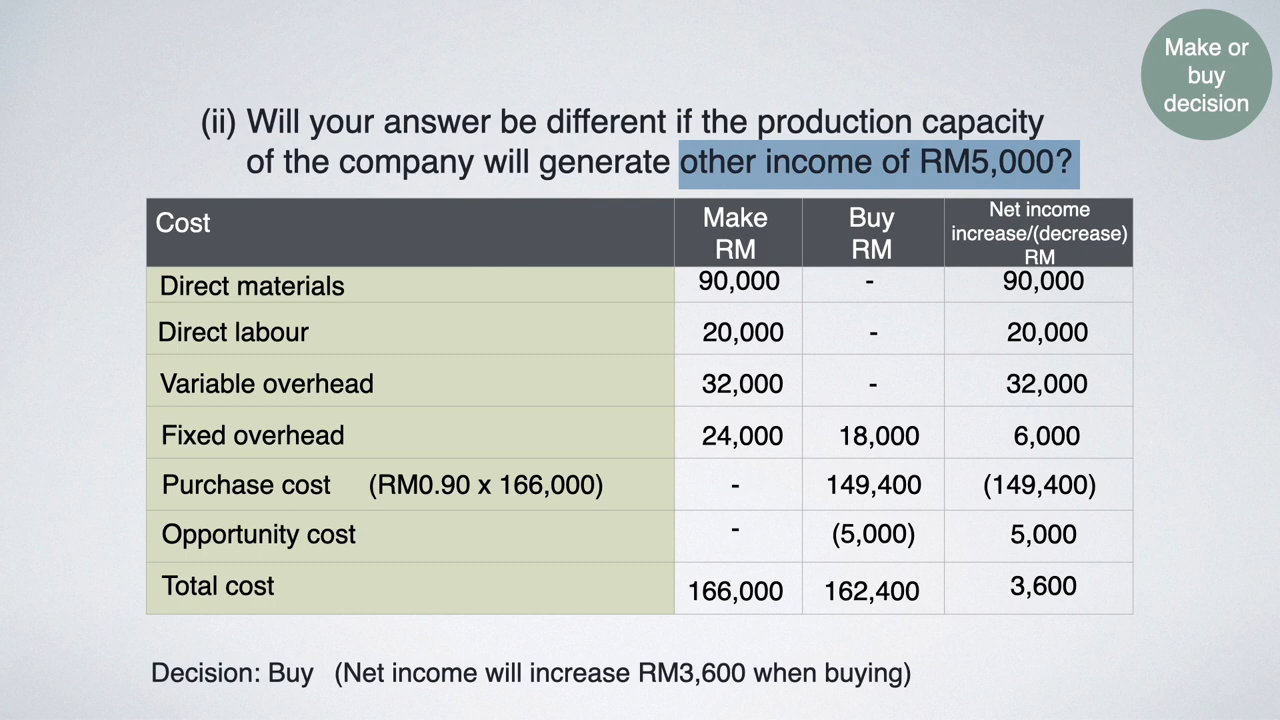 Make or
buy
decision
(ii) Will your answer be different if the production capacity
of the company will generate other income of RM5,000?
Cost Make RM Buy RM Net income increase/(decrease) RM
Direct materials 90,000 - 90,000
Direct labour 20,000 - 20,000
Variable overhead 32,000 - 32,000
Fixed overhead 24,000 18,000 6,000
Purchase cost (RM0.90 x 166,000) - 149,400 (149,400)
Opportunity cost - (5,000) 5,000
Total cost 166,000 162,400 3,600
Decision: Buy (Net income will increase RM3,600 when buying)